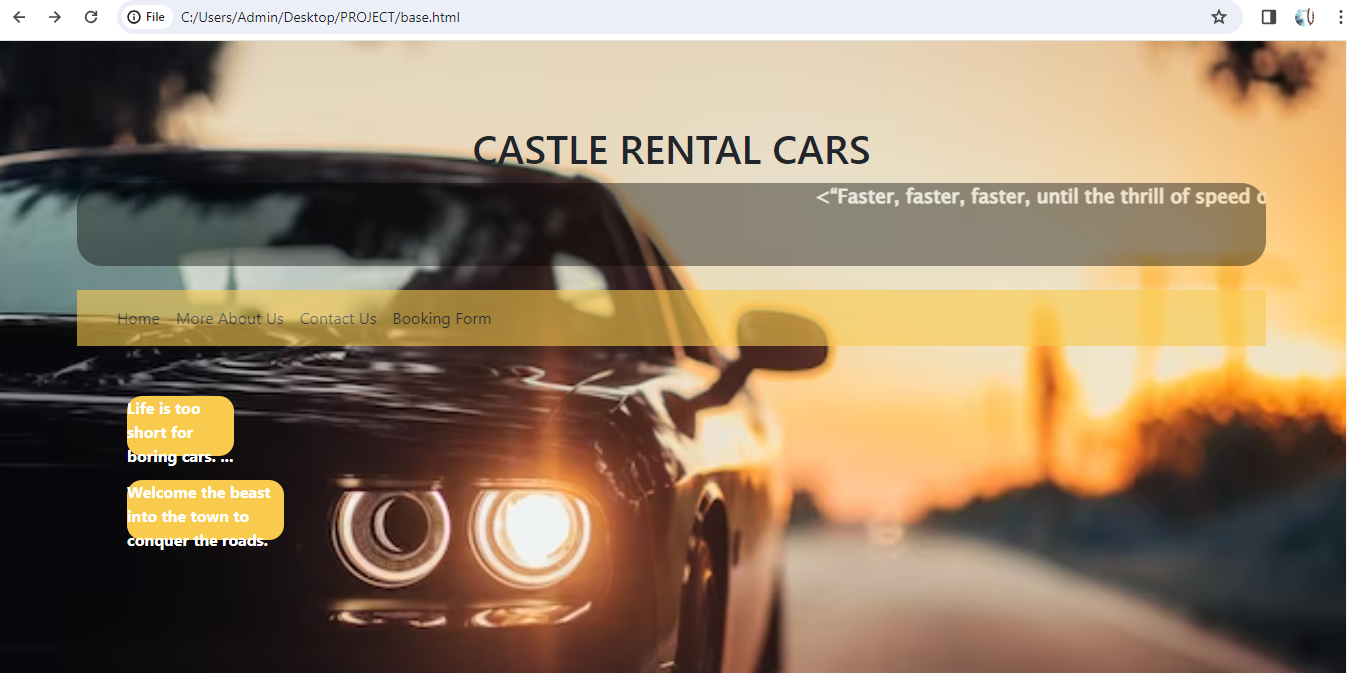 File
C:/Users/Admin/Desktop/PROJECT/base.html
CASTLE RENTAL CARS
<“Faster, faster, faster, until the thrill of speed
Home More About Us Contact Us Booking Form
Life is too
short for
boring cars. ...
Welcome the beast
into the town to
conquer the roads.